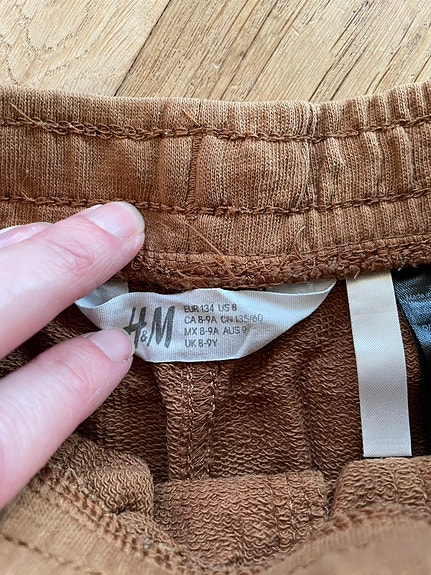 H&M
EUR 134 US 8
CA 8-9A CN 135/60
MX 8-9A AUS 9
UK 8-9Y